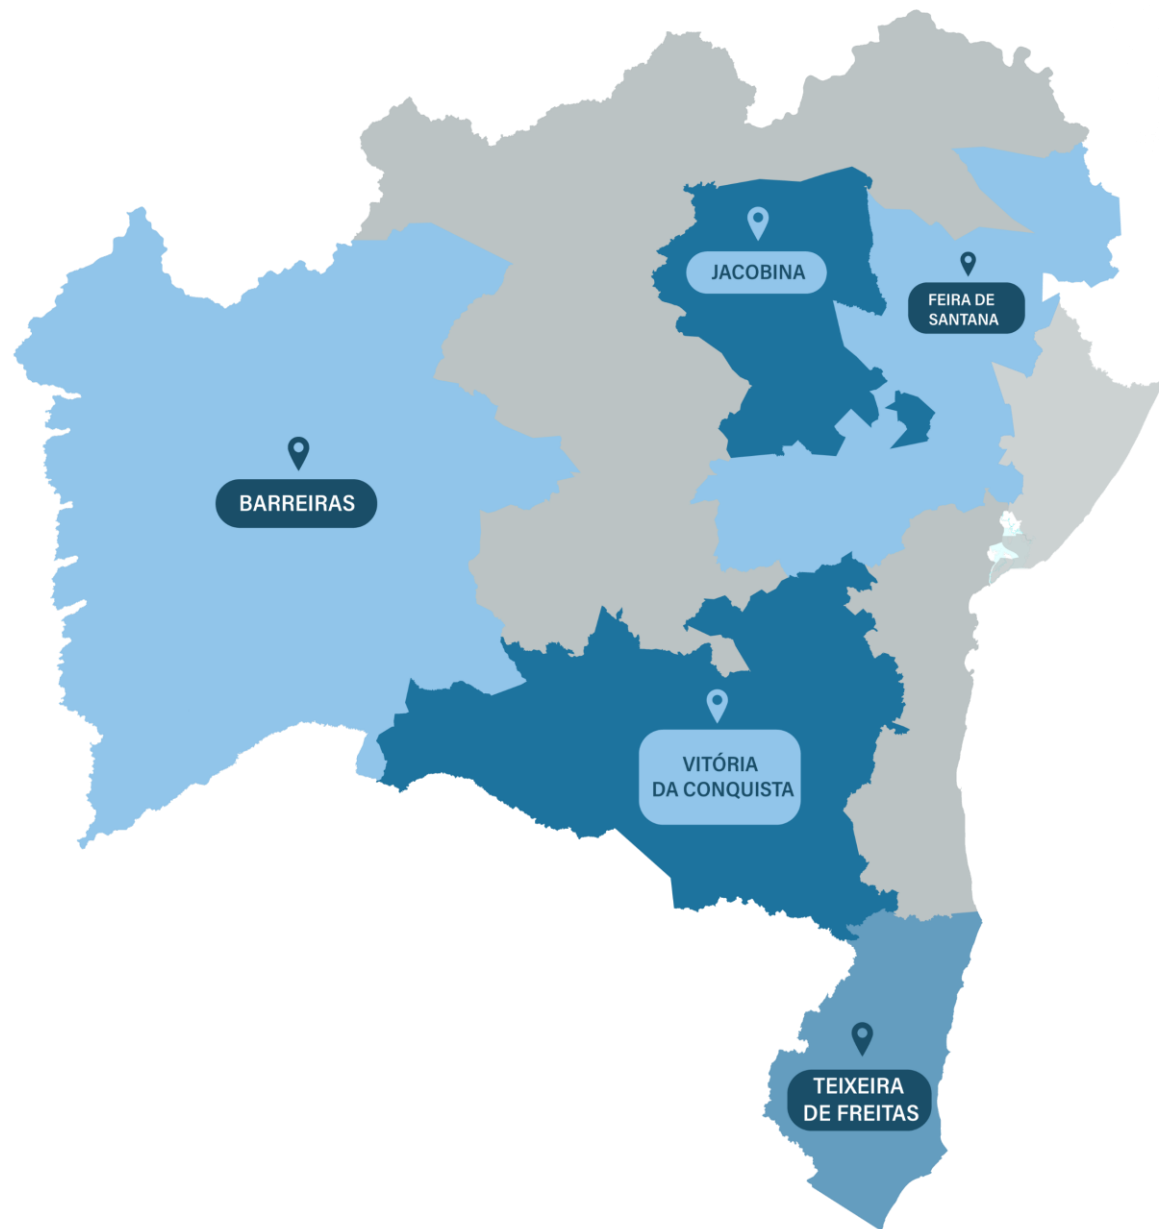 JACOBINA
FEIRA DE
SANTANA
BARREIRAS
VITÓRIA
DA CONQUISTA
TEIXEIRA
DE FREITAS